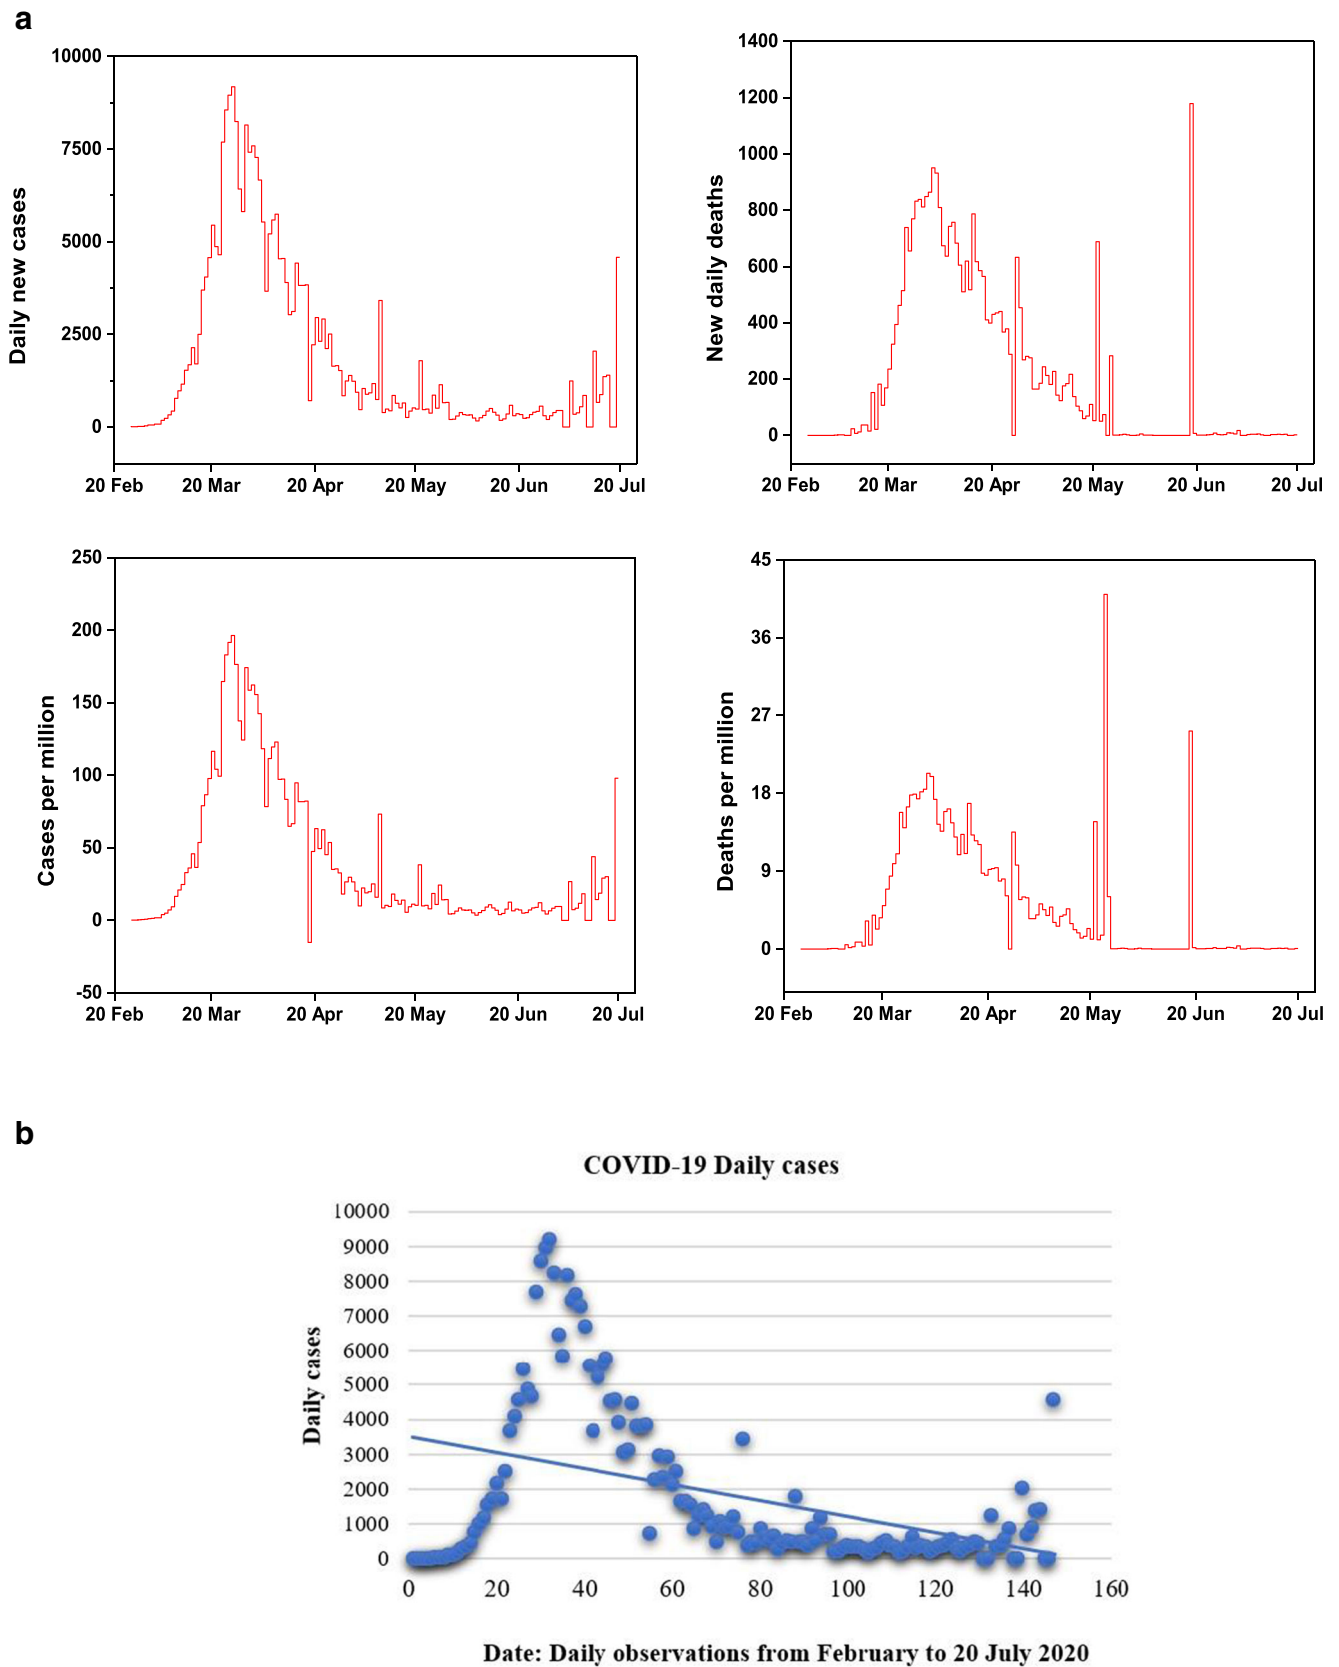 a
Daily new cases
10000
7500
5000
2500
0
20 Feb 20 Mar 20 Apr 20 May 20 Jun 20 Jul
New daily deaths
1400
1200
1000
800
600
400
200
0
20 Feb 20 Mar 20 Apr 20 May 20 Jun 20 Jul
Cases per million
250
200
150
100
50
0
-50
20 Feb 20 Mar 20 Apr 20 May 20 Jun 20 Jul
Deaths per million
45
36
27
18
9
0
20 Feb 20 Mar 20 Apr 20 May 20 Jun 20 Jul
b
COVID-19 Daily cases
Daily cases
10000
9000
8000
7000
6000
5000
4000
3000
2000
1000
0
0 20 40 60 80 100 120 140 160
Date: Daily observations from February to 20 July 2020